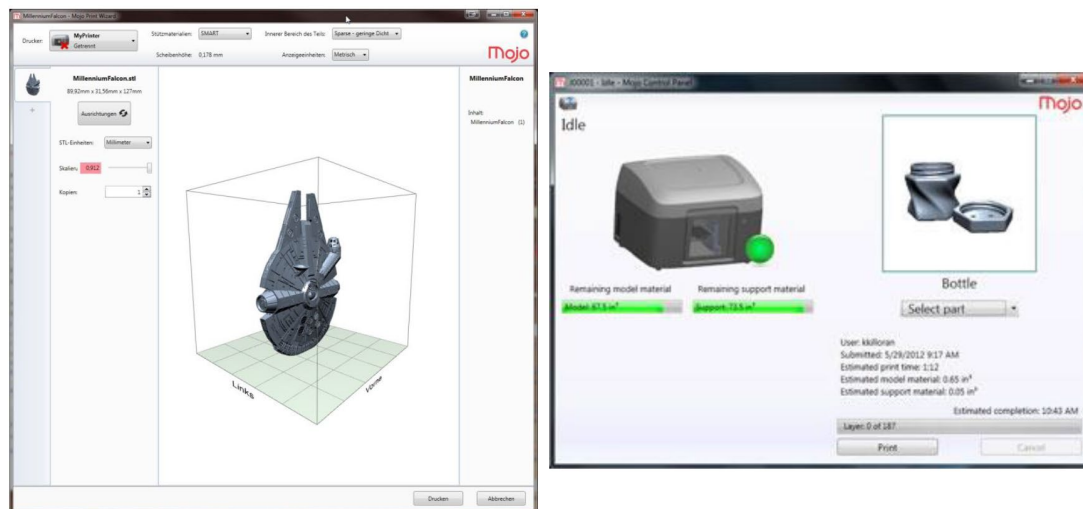 MillenniumFalcon - Mojo Print Wizard
Drucker:
MyPrinter
Getrennt
Stützmaterialien: SMART
Innerer Bereich des Teils: Sparse - geringe Dicht
Scheibenhöhe: 0,178 mm
Anzeigeeinheiten: Metrisch
mojo
MillenniumFalcon.stl
89,92mm x 31,56mm x 127mm
Ausrichtungen
STL-Einheiten: Millimeter
Skalien: 0,912
Kopien: 1
MillenniumFalcon
Inhalt:
MillenniumFalcon (1)
Links
Vorne
Drucken
Abbrechen
J00001 - Idle - Mojo Control Panel
mojo
Idle
Remaining model material
Remaining support material
Model: 67.5 in³
Support: 73.5 in³
Bottle
Select part
User: kkilloran
Submitted: 5/29/2012 9:17 AM
Estimated print time: 1:12
Estimated model material: 0.65 in³
Estimated support material: 0.05 in³
Estimated completion: 10:43 AM
Layer: 0 of 187
Print
Cancel